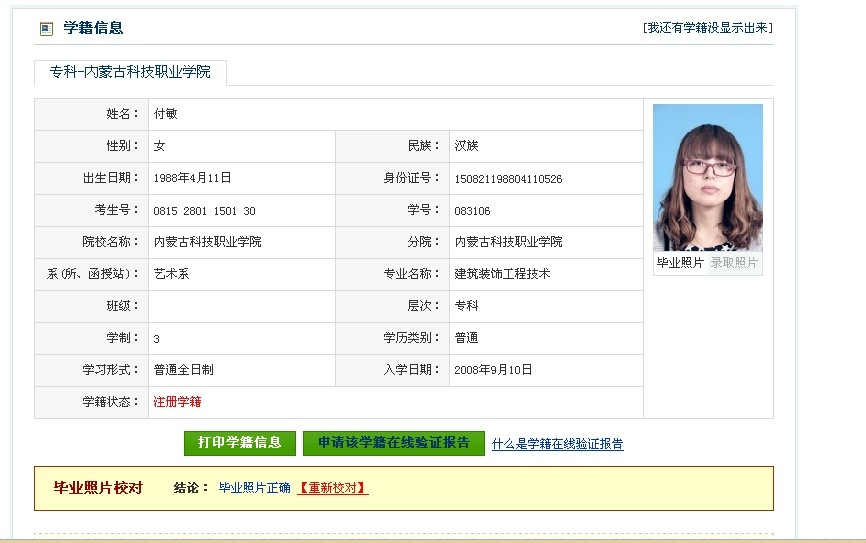 学籍信息 [我还有学籍没显示出来]
专科-内蒙古科技职业学院
姓名： 付敏
性别： 女 民族： 汉族
出生日期： 1988年4月11日 身份证号： 150821198804110526
考生号： 0815 2801 1501 30 学号： 083106
院校名称： 内蒙古科技职业学院 分院： 内蒙古科技职业学院
毕业照片 录取照片
系(所、函授站)： 艺术系 专业名称： 建筑装饰工程技术
班级： 层次： 专科
学制： 3 学历类别： 普通
学习形式： 普通全日制 入学日期： 2008年9月10日
学籍状态： 注册学籍
打印学籍信息 申请该学籍在线验证报告 什么是学籍在线验证报告
毕业照片校对 结论： 毕业照片正确 【重新校对】